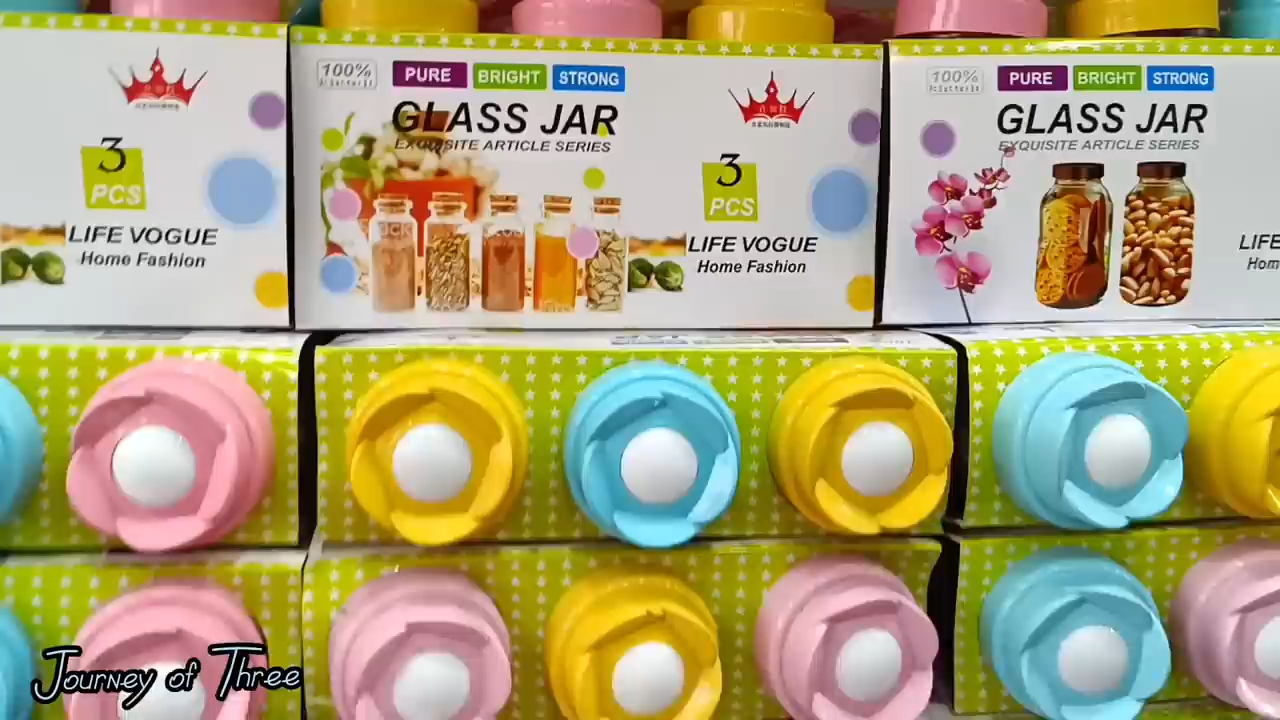 3
PCS
LIFE VOGUE
Home Fashion
100%
PURE BRIGHT STRONG
GLASS JAR
EXQUISITE ARTICLE SERIES
3
PCS
LIFE VOGUE
Home Fashion
100%
PURE BRIGHT STRONG
GLASS JAR
EXQUISITE ARTICLE SERIES
LIFE
Hom
Journey of Three